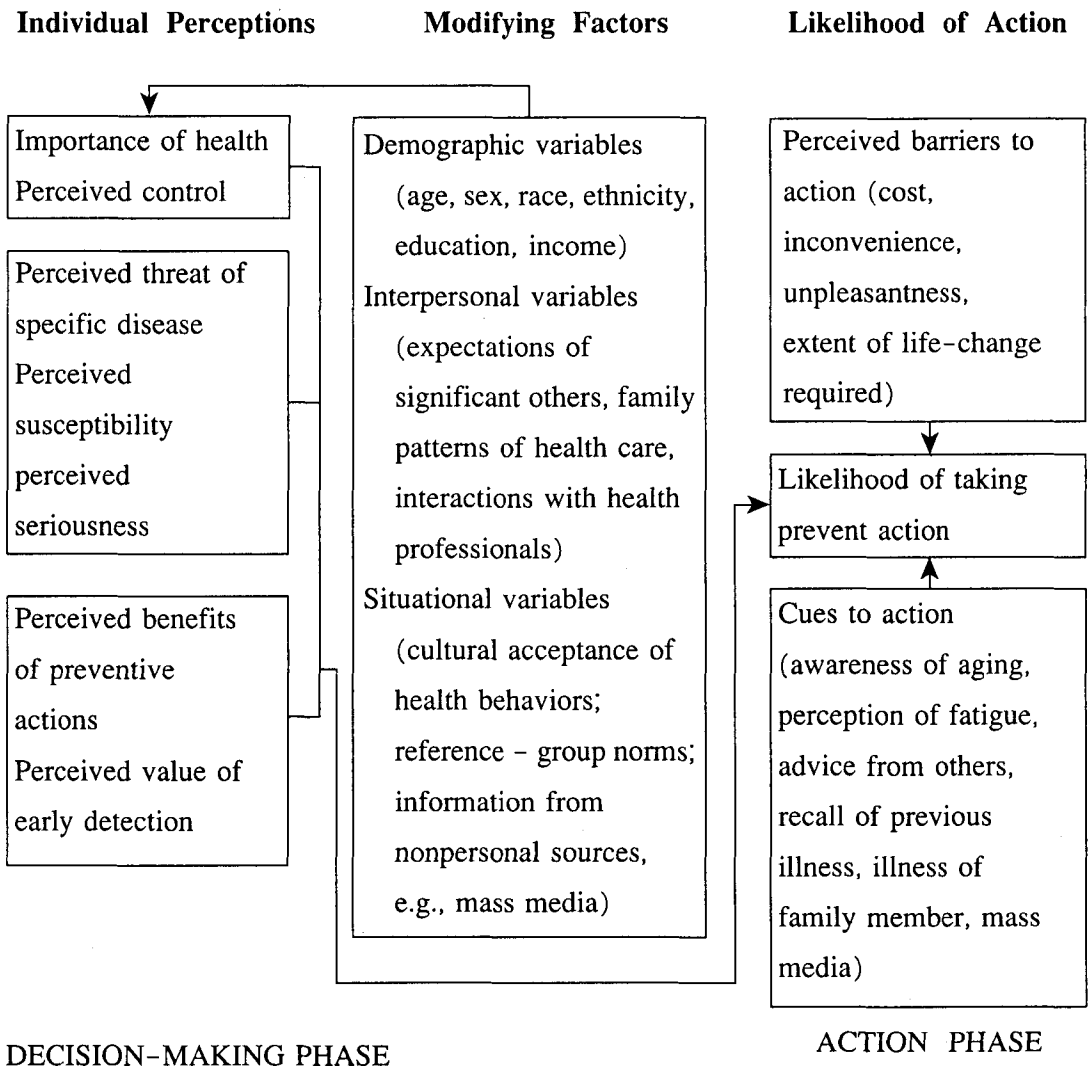 Individual Perceptions
Modifying Factors
Likelihood of Action
Importance of health
Perceived control
Perceived threat of
specific disease
Perceived
susceptibility
perceived
seriousness
Perceived benefits
of preventive
actions
Perceived value of
early detection
Demographic variables
(age, sex, race, ethnicity,
education, income)
Interpersonal variables
(expectations of
significant others, family
patterns of health care,
interactions with health
professionals)
Situational variables
(cultural acceptance of
health behaviors;
reference - group norms;
information from
nonpersonal sources,
e.g., mass media)
Perceived barriers to
action (cost,
inconvenience,
unpleasantness,
extent of life-change
required)
Likelihood of taking
prevent action
Cues to action
(awareness of aging,
perception of fatigue,
advice from others,
recall of previous
illness, illness of
family member, mass
media)
DECISION-MAKING PHASE
ACTION PHASE